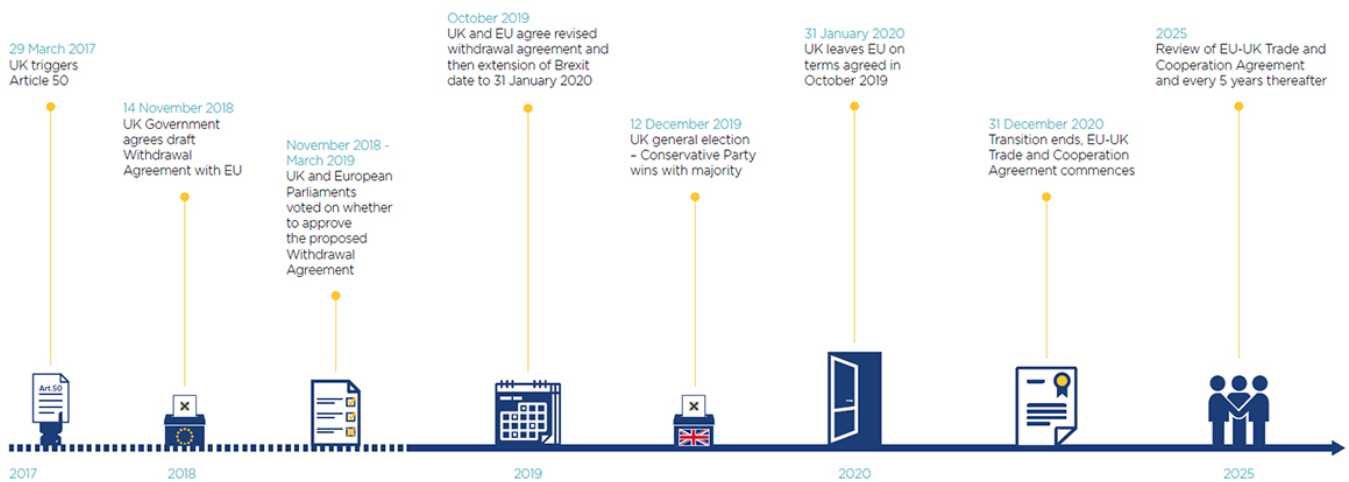 29 March 2017
UK triggers
Article 50
14 November 2018
UK Government
agrees draft
Withdrawal
Agreement with EU
November 2018 -
March 2019
UK and European
Parliaments
voted on whether
to approve
the proposed
Withdrawal
Agreement
October 2019
UK and EU agree revised
withdrawal agreement and
then extension of Brexit
date to 31 January 2020
12 December 2019
UK general election
– Conservative Party
wins with majority
31 January 2020
UK leaves EU on
terms agreed in
October 2019
31 December 2020
Transition ends, EU-UK
Trade and Cooperation
Agreement commences
2025
Review of EU-UK Trade and
Cooperation Agreement
and every 5 years thereafter
Art.50
2017
2018
2019
2020
2025